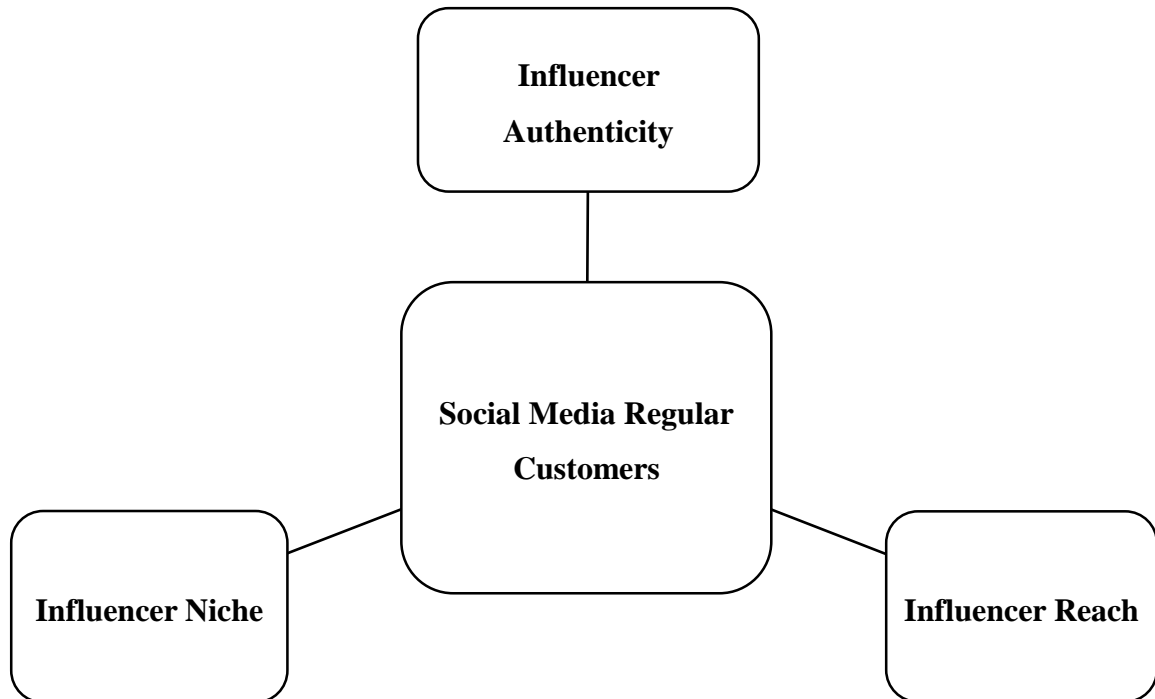 Influencer
Authenticity
Social Media Regular
Customers
Influencer Niche
Influencer Reach